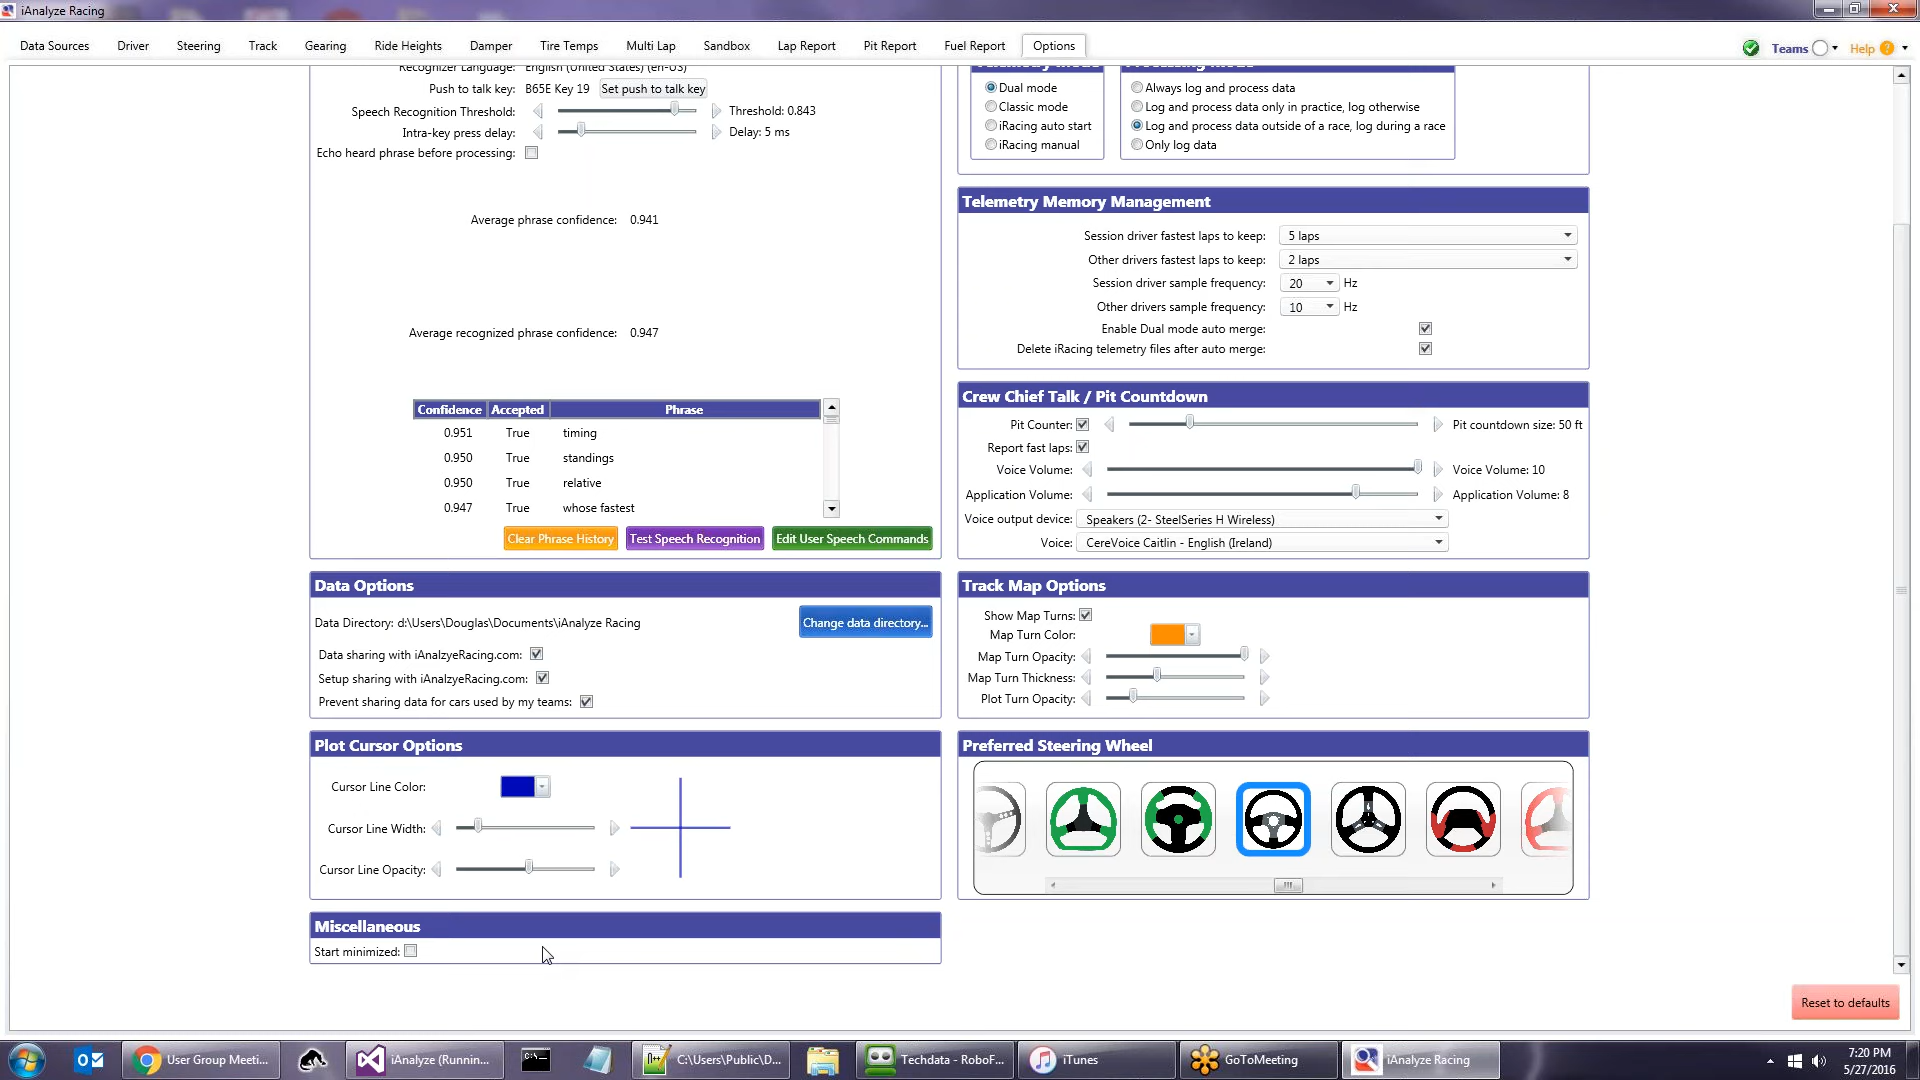 iAnalyze Racing
Data Sources Driver Steering Track Gearing Ride Heights Damper Tire Temps Multi Lap Sandbox Lap Report Pit Report Fuel Report Options Teams Help ?
Recognizer Language: English (United States) (en-US)
Push to talk key: B65E Key 19 Set push to talk key
Speech Recognition Threshold: Threshold: 0.843
Intra-key press delay: Delay: 5 ms
Echo heard phrase before processing:
Average phrase confidence: 0.941
Average recognized phrase confidence: 0.947
Confidence Accepted Phrase
0.951 True timing
0.950 True standings
0.950 True relative
0.947 True whose fastest
Clear Phrase History Test Speech Recognition Edit User Speech Commands
Data Options
Data Directory: d:\Users\Douglas\Documents\iAnalyze Racing Change data directory...
Data sharing with iAnalzyeRacing.com:
Setup sharing with iAnalzyeRacing.com:
Prevent sharing data for cars used by my teams:
Plot Cursor Options
Cursor Line Color:
Cursor Line Width:
Cursor Line Opacity:
Miscellaneous
Start minimized:
Dual mode
Classic mode
iRacing auto start
iRacing manual
Always log and process data
Log and process data only in practice, log otherwise
Log and process data outside of a race, log during a race
Only log data
Telemetry Memory Management
Session driver fastest laps to keep: 5 laps
Other drivers fastest laps to keep: 2 laps
Session driver sample frequency: 20 Hz
Other drivers sample frequency: 10 Hz
Enable Dual mode auto merge:
Delete iRacing telemetry files after auto merge:
Crew Chief Talk / Pit Countdown
Pit Counter: Pit countdown size: 50 ft
Report fast laps:
Voice Volume: Voice Volume: 10
Application Volume: Application Volume: 8
Voice output device: Speakers (2- SteelSeries H Wireless)
Voice: CereVoice Caitlin - English (Ireland)
Track Map Options
Show Map Turns:
Map Turn Color:
Map Turn Opacity:
Map Turn Thickness:
Plot Turn Opacity:
Preferred Steering Wheel
Reset to defaults
User Group Meeti... iAnalyze (Runnin... C:\Users\Public\D... Techdata - RoboF... iTunes GoToMeeting iAnalyze Racing
7:20 PM
5/27/2016